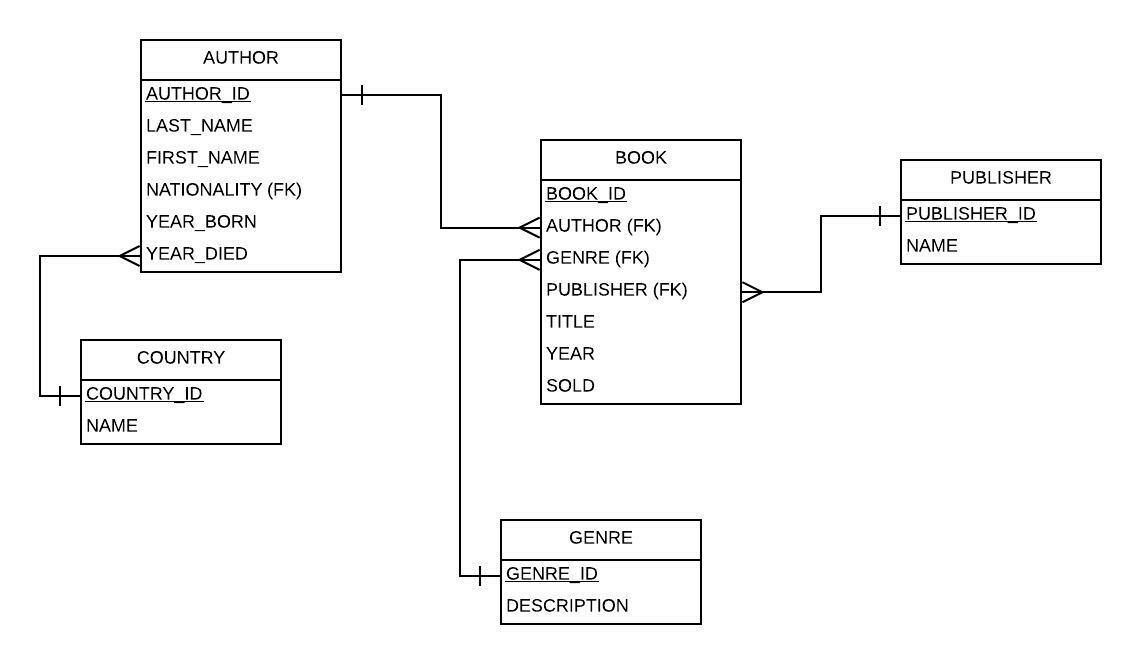 AUTHOR
AUTHOR_ID
LAST_NAME
FIRST_NAME
NATIONALITY (FK)
YEAR_BORN
YEAR_DIED
BOOK
BOOK_ID
AUTHOR (FK)
GENRE (FK)
PUBLISHER (FK)
TITLE
YEAR
SOLD
PUBLISHER
PUBLISHER_ID
NAME
COUNTRY
COUNTRY_ID
NAME
GENRE
GENRE_ID
DESCRIPTION